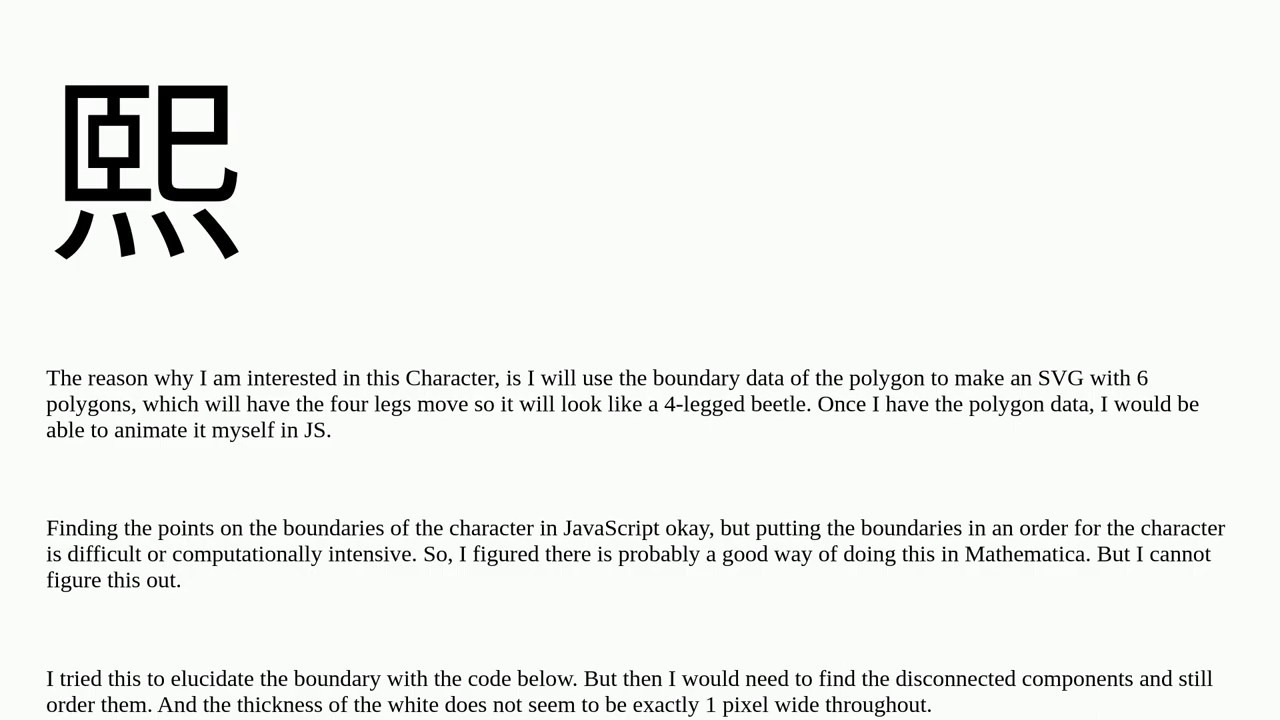 熙
The reason why I am interested in this Character, is I will use the boundary data of the polygon to make an SVG with 6
polygons, which will have the four legs move so it will look like a 4-legged beetle. Once I have the polygon data, I would be
able to animate it myself in JS.
Finding the points on the boundaries of the character in JavaScript okay, but putting the boundaries in an order for the character
is difficult or computationally intensive. So, I figured there is probably a good way of doing this in Mathematica. But I cannot
figure this out.
I tried this to elucidate the boundary with the code below. But then I would need to find the disconnected components and still
order them. And the thickness of the white does not seem to be exactly 1 pixel wide throughout.